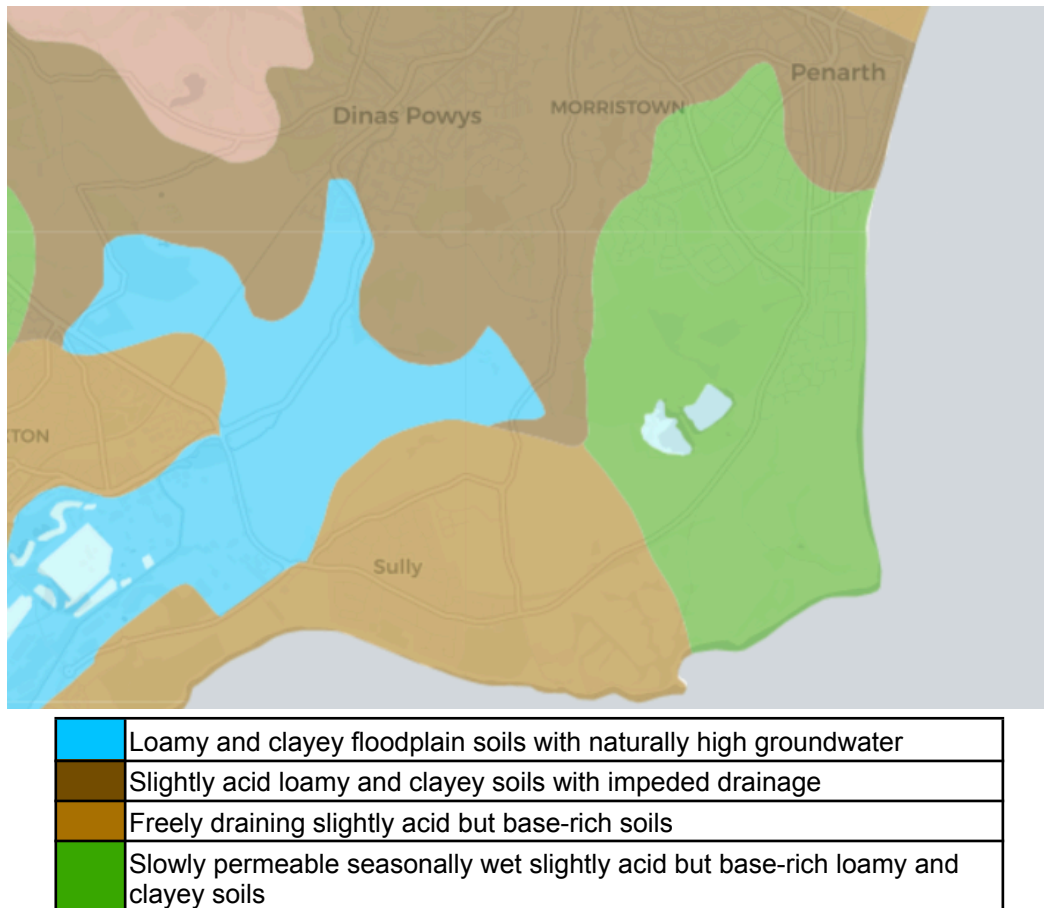 Penarth
Dinas Powys
MORRISTOWN
TON
Sully
Loamy and clayey floodplain soils with naturally high groundwater
Slightly acid loamy and clayey soils with impeded drainage
Freely draining slightly acid but base-rich soils
Slowly permeable seasonally wet slightly acid but base-rich loamy and
clayey soils